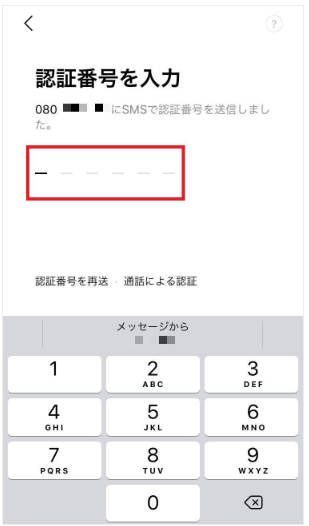 ?
認証番号を入力
080 にSMSで認証番号を送信しまし
た。
認証番号を再送 · 通話による認証
メッセージから
1 2 3
ABC DEF
4 5 6
GHI JKL MNO
7 8 9
PQRS TUV WXYZ
0